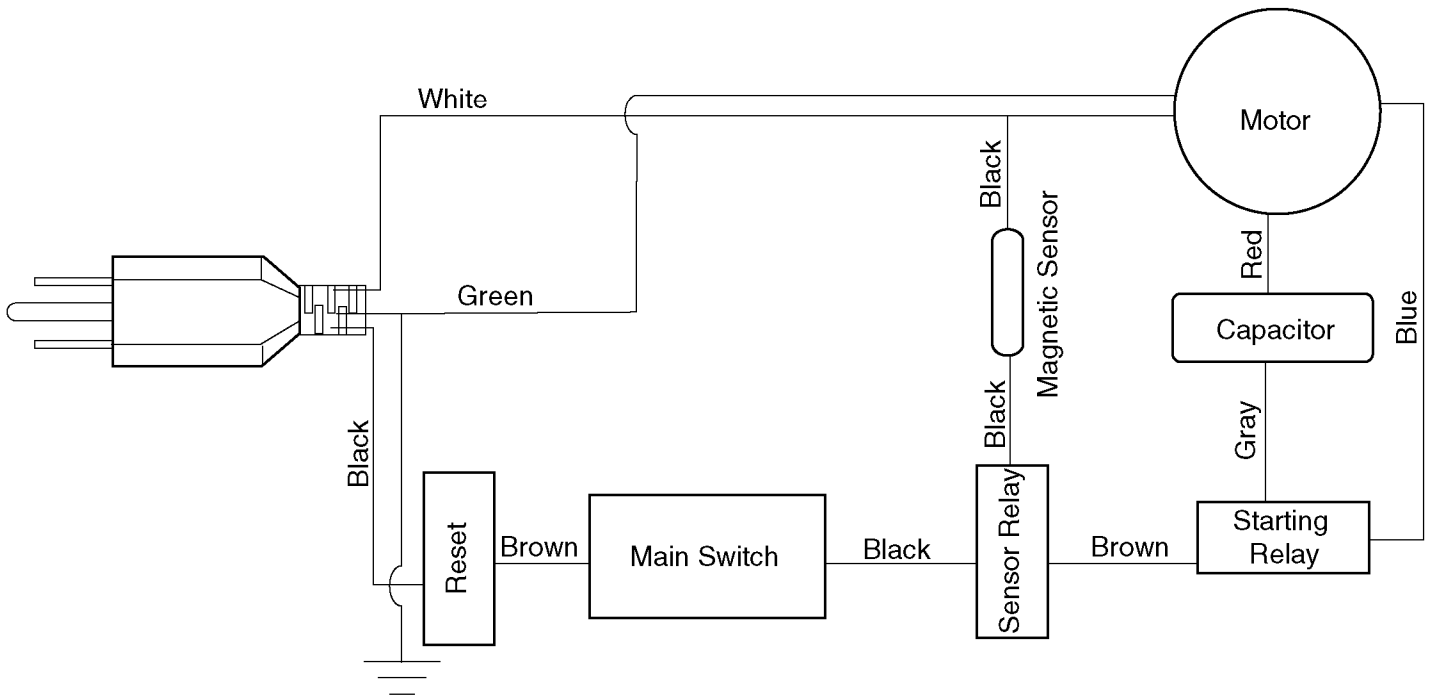 White
Motor
Black
Magnetic Sensor
Red
Green
Capacitor
Blue
Black
Black
Gray
Reset
Brown
Main Switch
Black
Sensor Relay
Brown
Starting
Relay